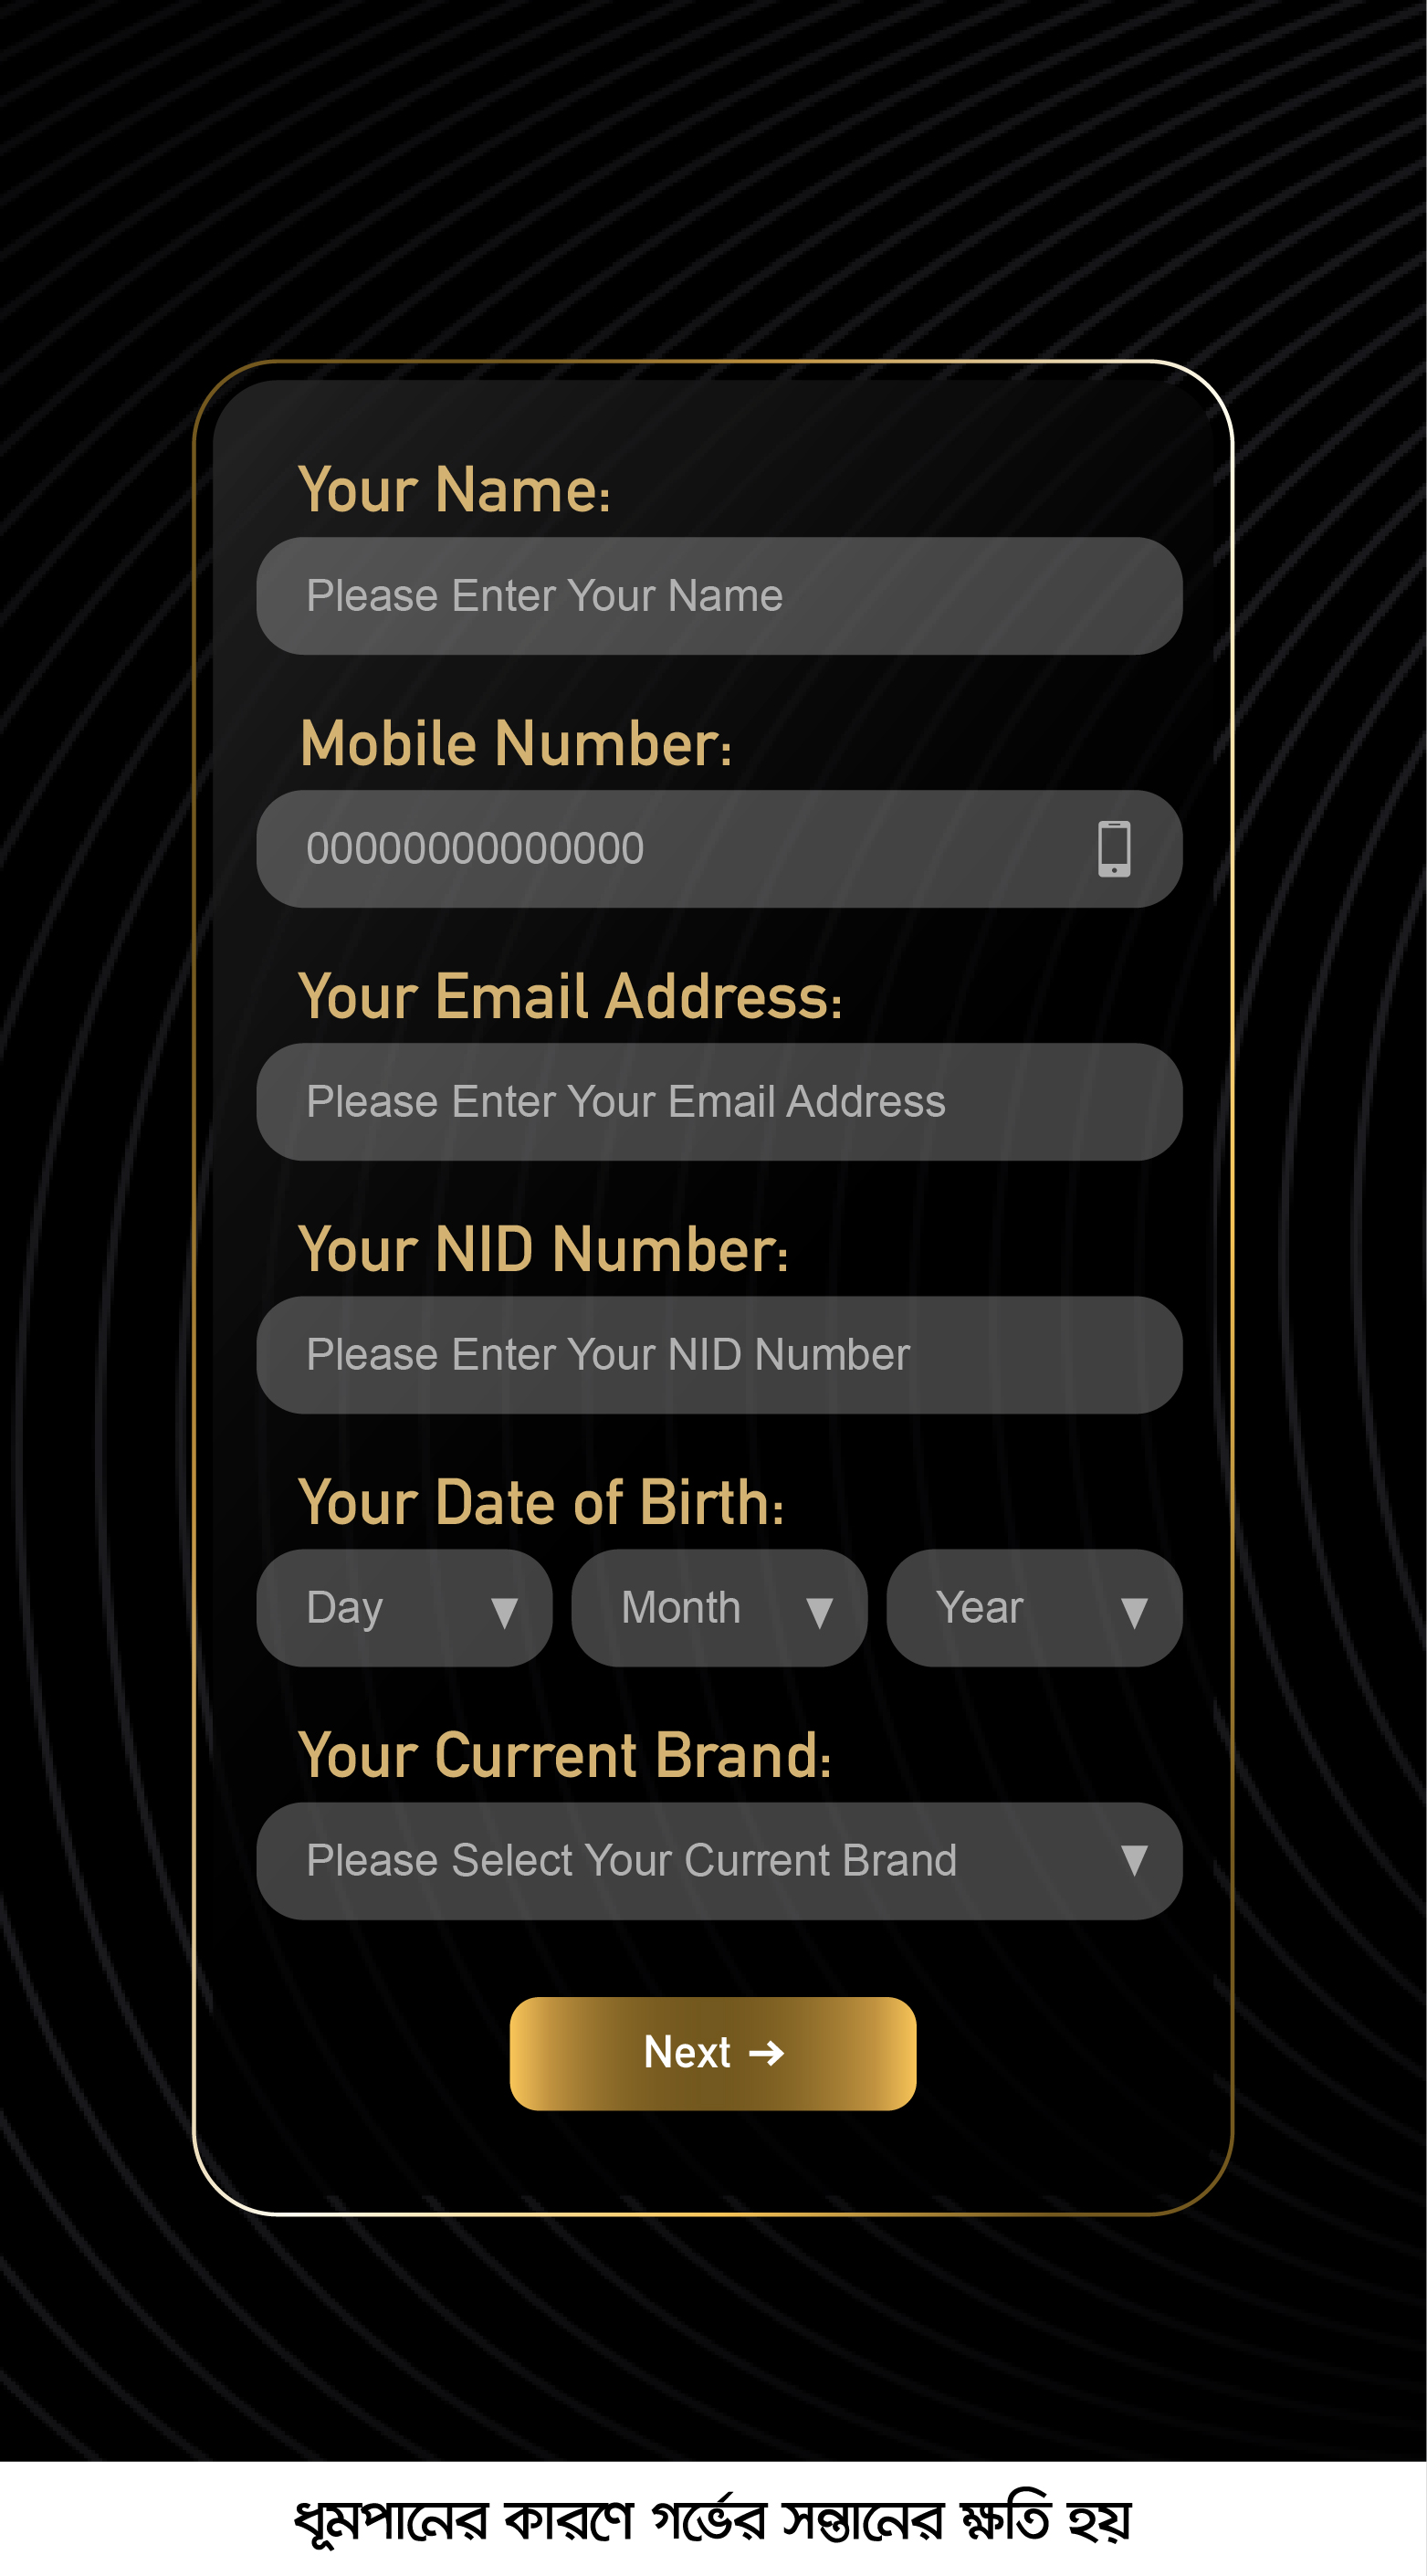 Your Name:
Please Enter Your Name
Mobile Number:
00000000000000
Your Email Address:
Please Enter Your Email Address
Your NID Number:
Please Enter Your NID Number
Your Date of Birth:
Day Month Year
Your Current Brand:
Please Select Your Current Brand
Next →
ধূমপানের কারণে গর্ভের সন্তানের ক্ষতি হয়